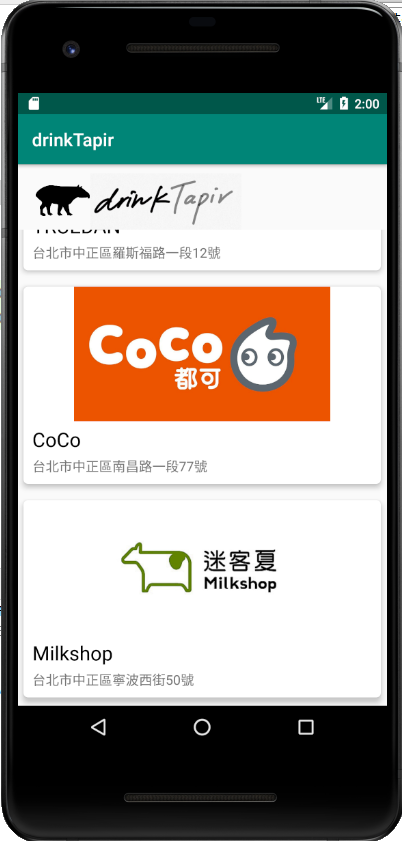 LTE 2:00
drinkTapir
drinkTapir
TRUEDAN
台北市中正區羅斯福路一段12號
CoCo
都可
CoCo
台北市中正區南昌路一段77號
迷客夏
Milkshop
Milkshop
台北市中正區寧波西街50號